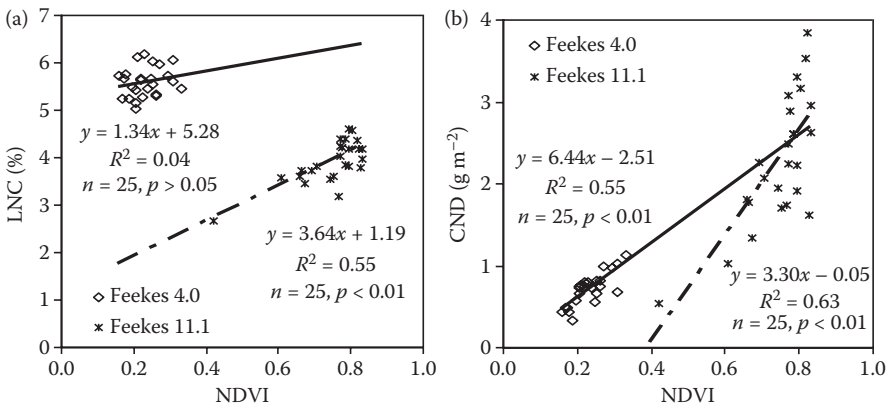 (a)
7
6
5
4
3
2
1
0
LNC (%)
y = 1.34x + 5.28
R² = 0.04
n = 25, p > 0.05
y = 3.64x + 1.19
R² = 0.55
n = 25, p < 0.01
Feekes 4.0
Feekes 11.1
0.0 0.2 0.4 0.6 0.8 1.0
NDVI
(b)
4
3
2
1
0
CND (g m⁻²)
Feekes 4.0
Feekes 11.1
y = 6.44x − 2.51
R² = 0.55
n = 25, p < 0.01
y = 3.30x − 0.05
R² = 0.63
n = 25, p < 0.01
0.0 0.2 0.4 0.6 0.8 1.0
NDVI